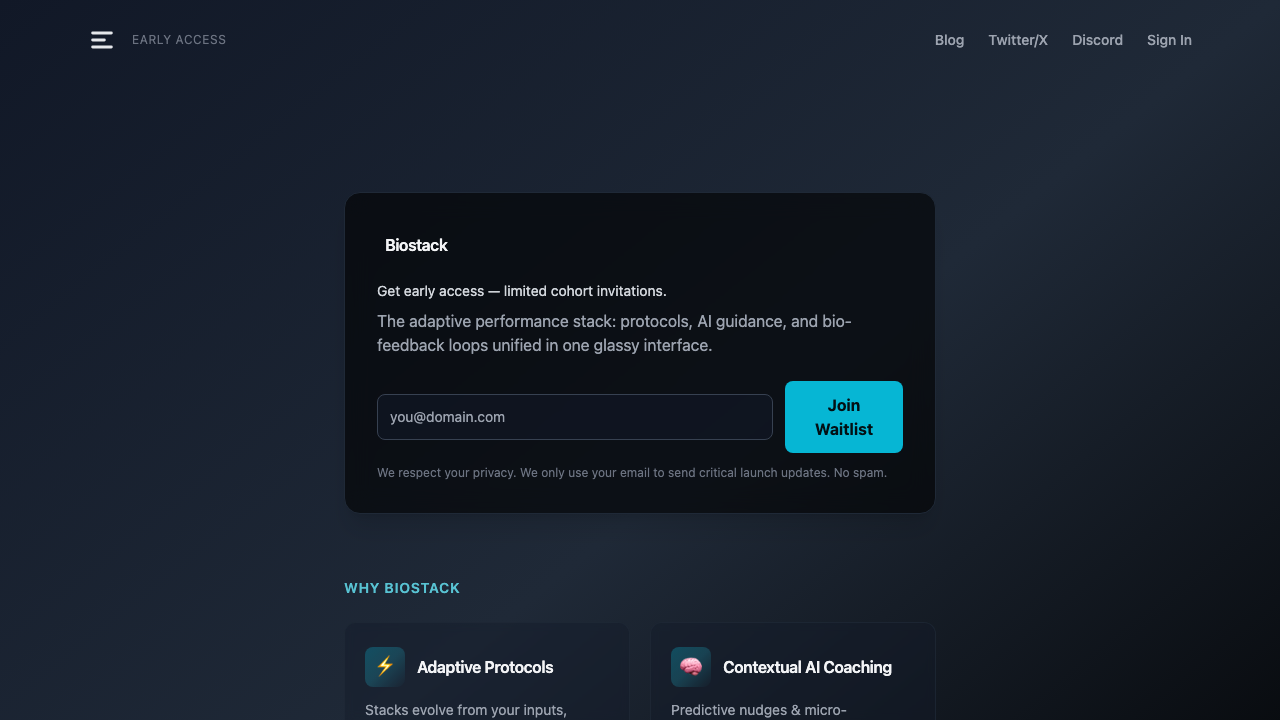 EARLY ACCESS
Blog
Twitter/X
Discord
Sign In
Biostack
Get early access — limited cohort invitations.
The adaptive performance stack: protocols, AI guidance, and bio-
feedback loops unified in one glassy interface.
you@domain.com
Join
Waitlist
We respect your privacy. We only use your email to send critical launch updates. No spam.
WHY BIOSTACK
Adaptive Protocols
Stacks evolve from your inputs,
Contextual AI Coaching
Predictive nudges & micro-